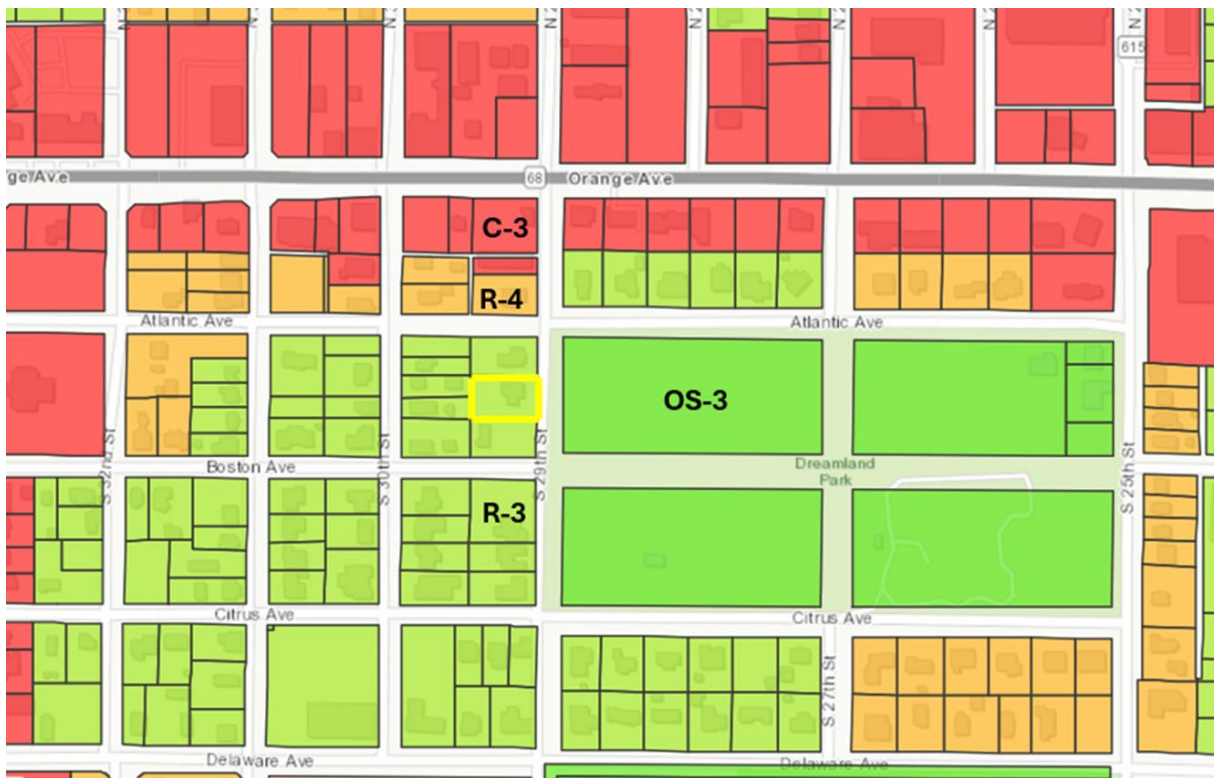 615
ge Ave
68
Orange Ave
C-3
R-4
Atlantic Ave
Atlantic Ave
OS-3
S 32nd St
S 30th St
S 29th St
S 25th St
Boston Ave
Dreamland
Park
R-3
Citrus Ave
Citrus Ave
S 27th St
Delaware Ave
Delaware Ave